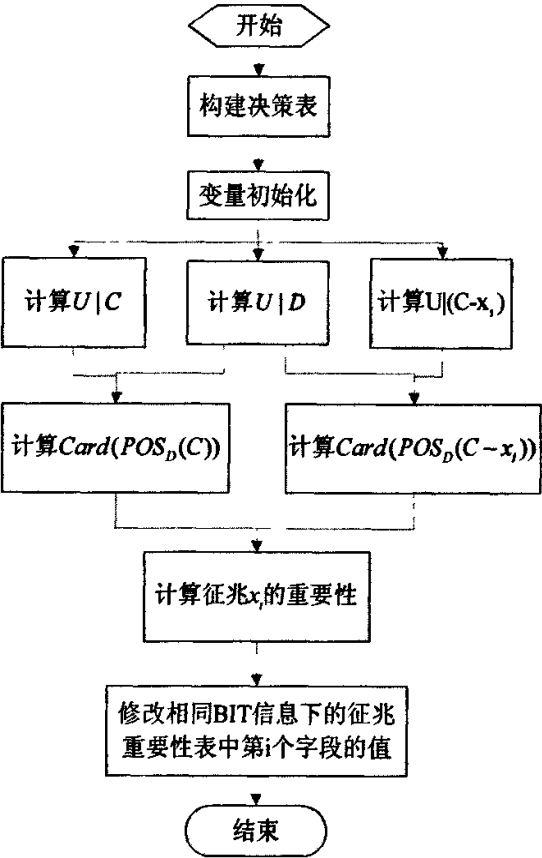 开始
构建决策表
变量初始化
计算U|C
计算U|D
计算U|(C-x₁)
计算Card(POS_D(C))
计算Card(POS_D(C-x_i))
计算征兆x_i的重要性
修改相同BIT信息下的征兆
重要性表中第i个字段的值
结束